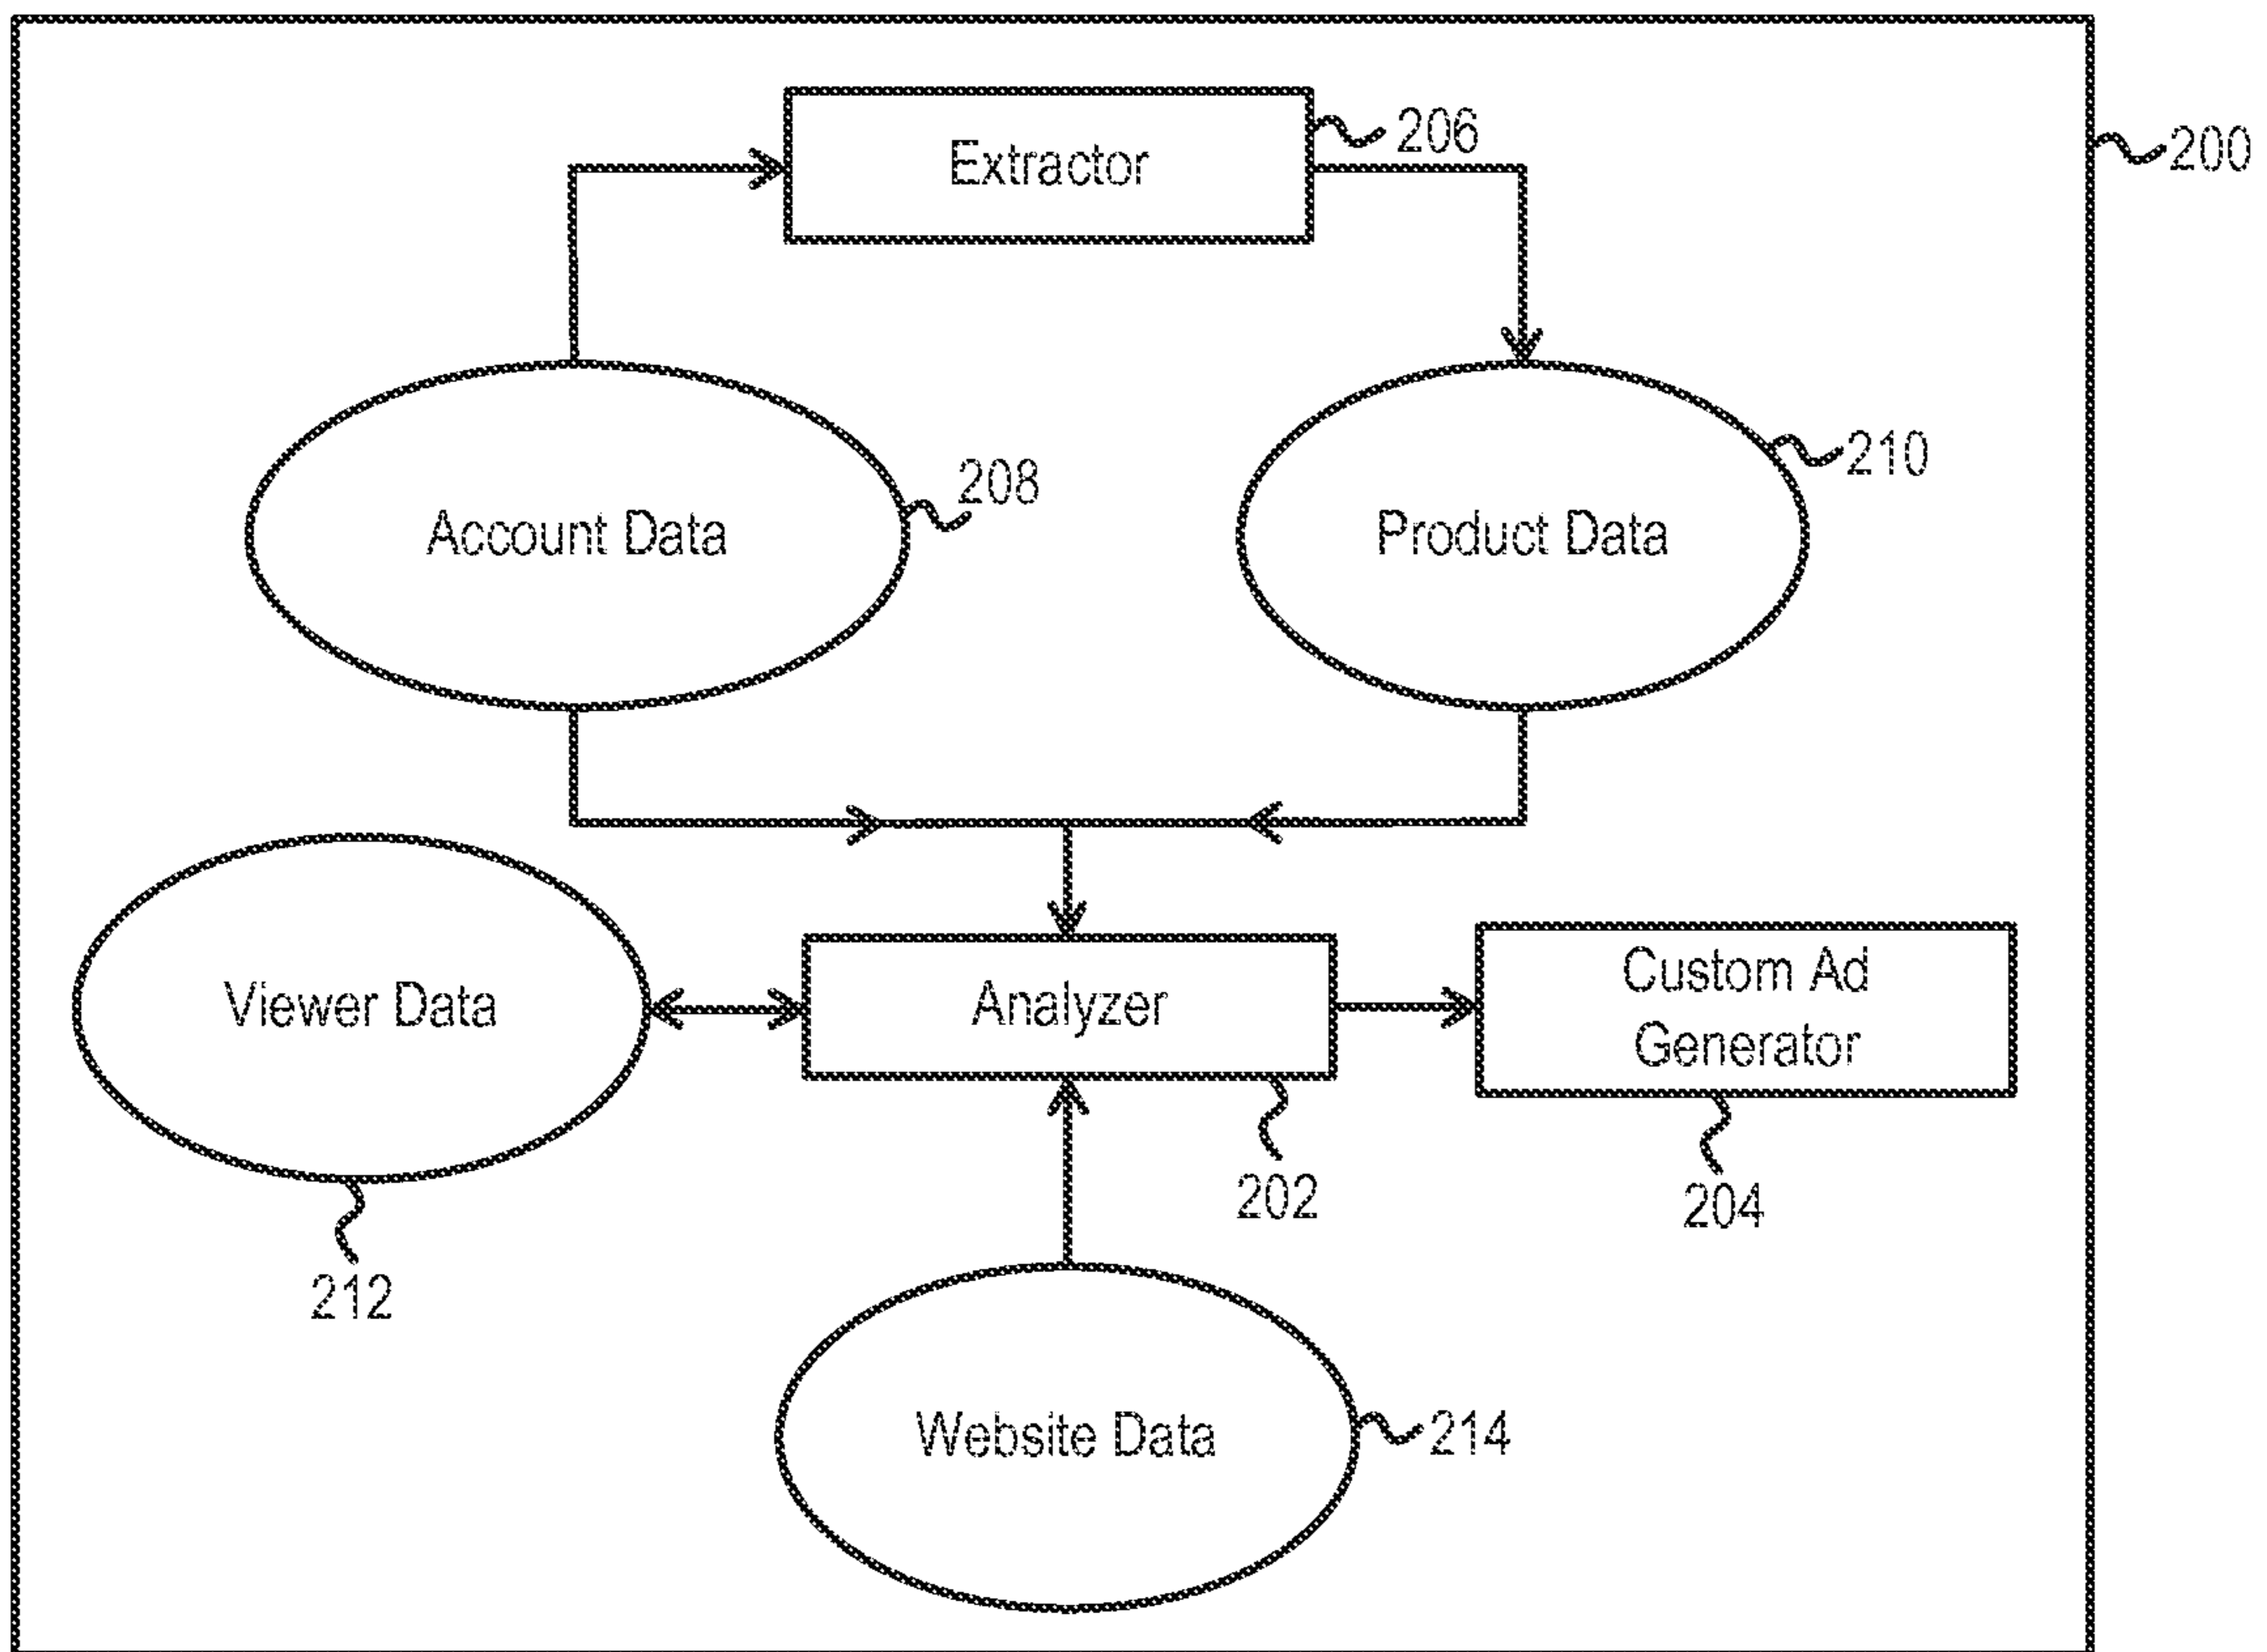 Extractor
206
200
Account Data
208
Product Data
210
Viewer Data
212
Analyzer
202
Custom Ad
Generator
204
Website Data
214